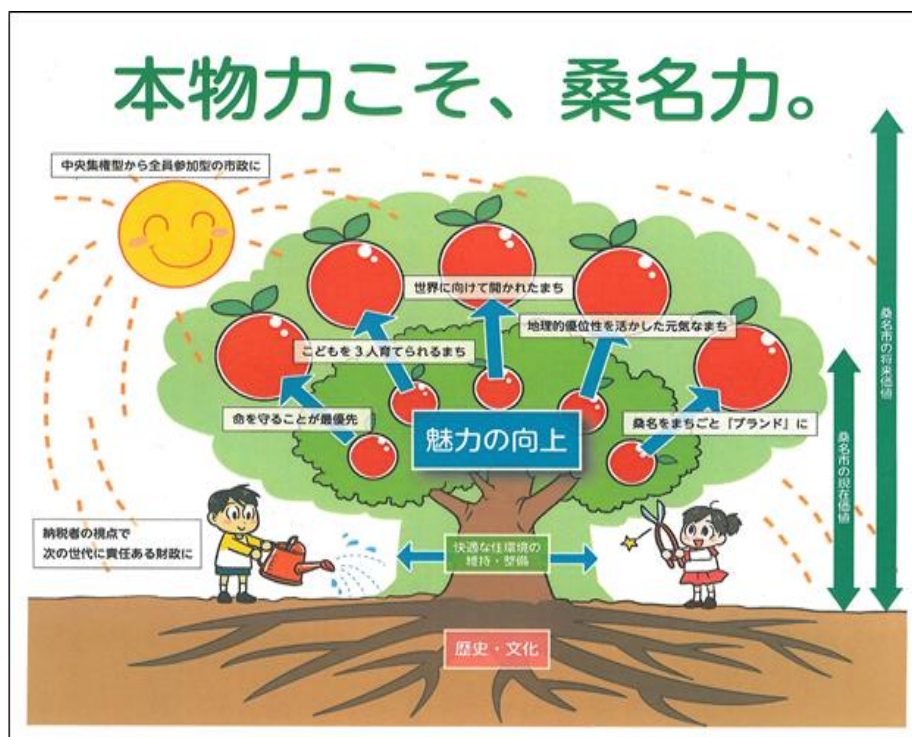 本物力こそ、桑名力。
中央集権型から全員参加型の市政に
世界に向けて開かれたまち
地理的優位性を活かした元気なまち
こどもを3人育てられるまち
命を守ることが最優先
魅力の向上
桑名をまちごと「ブランド」に
桑名市の将来価値
桑名市の現在価値
納税者の視点で
次の世代に責任ある財政に
快適な住環境の
維持・整備
歴史・文化